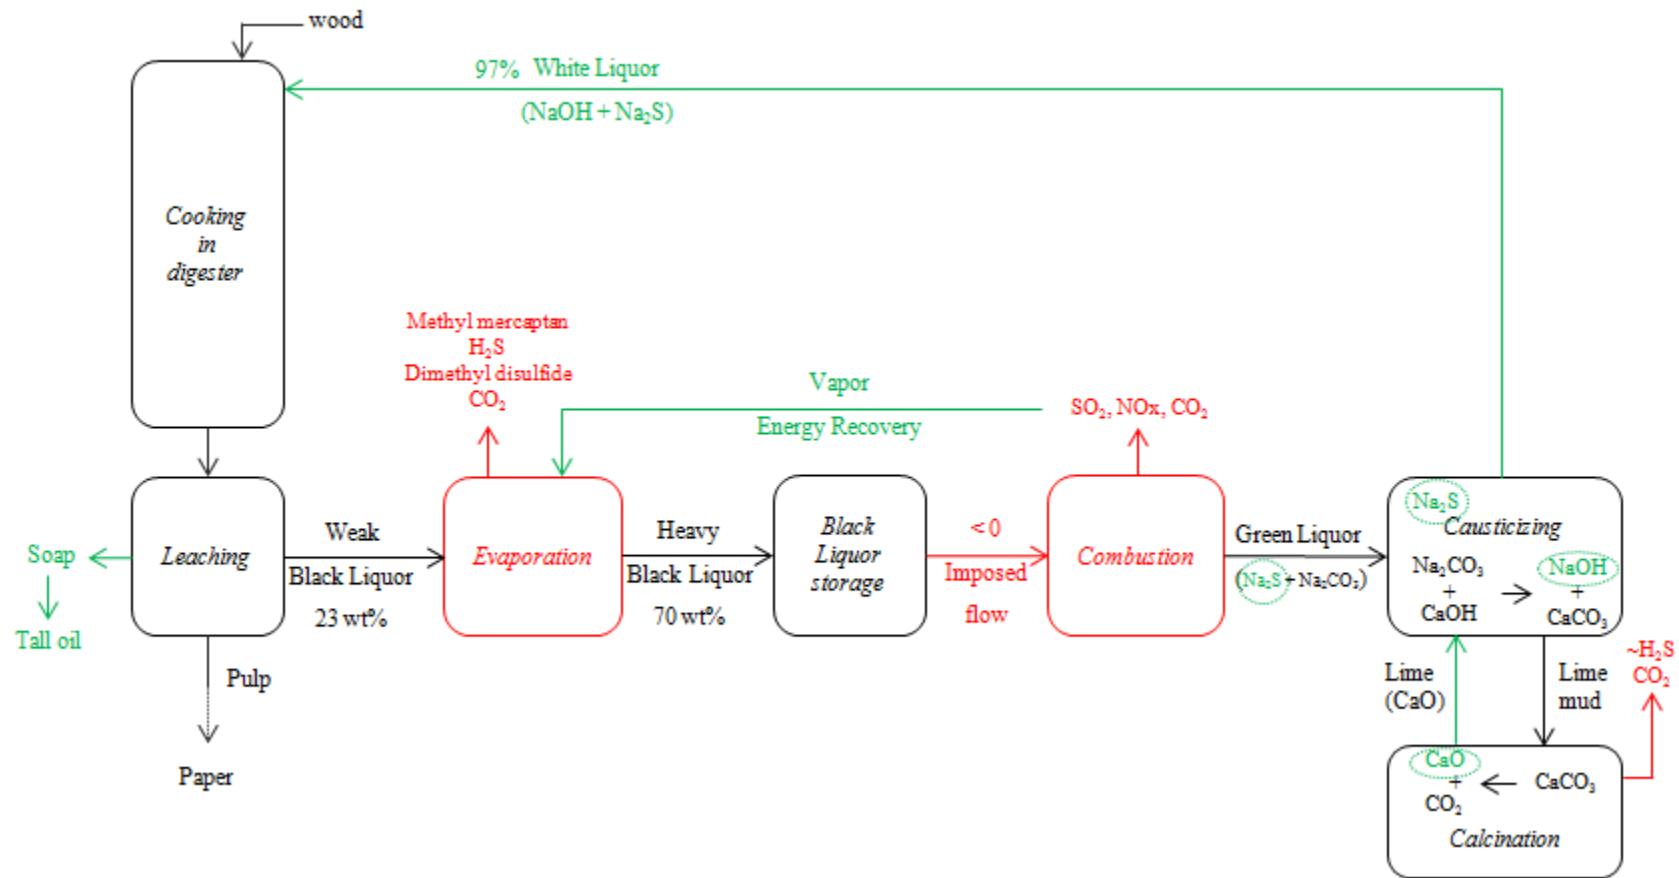 wood
97% White Liquor
(NaOH + Na₂S)
Cooking
in
digester
Methyl mercaptan
H₂S
Dimethyl disulfide
CO₂
Vapor
Energy Recovery
SO₂, NOx, CO₂
Soap
Tall oil
Leaching
Weak
Black Liquor
23 wt%
Evaporation
Heavy
Black Liquor
70 wt%
Black
Liquor
storage
< 0
Imposed
flow
Combustion
Green Liquor
(Na₂S + Na₂CO₃)
Na₂S
Causticizing
Na₂CO₃
+
CaOH
NaOH
+
CaCO₃
Pulp
Paper
Lime
(CaO)
Lime
mud
~H₂S
CO₂
CaO
+
CO₂
CaCO₃
Calcination